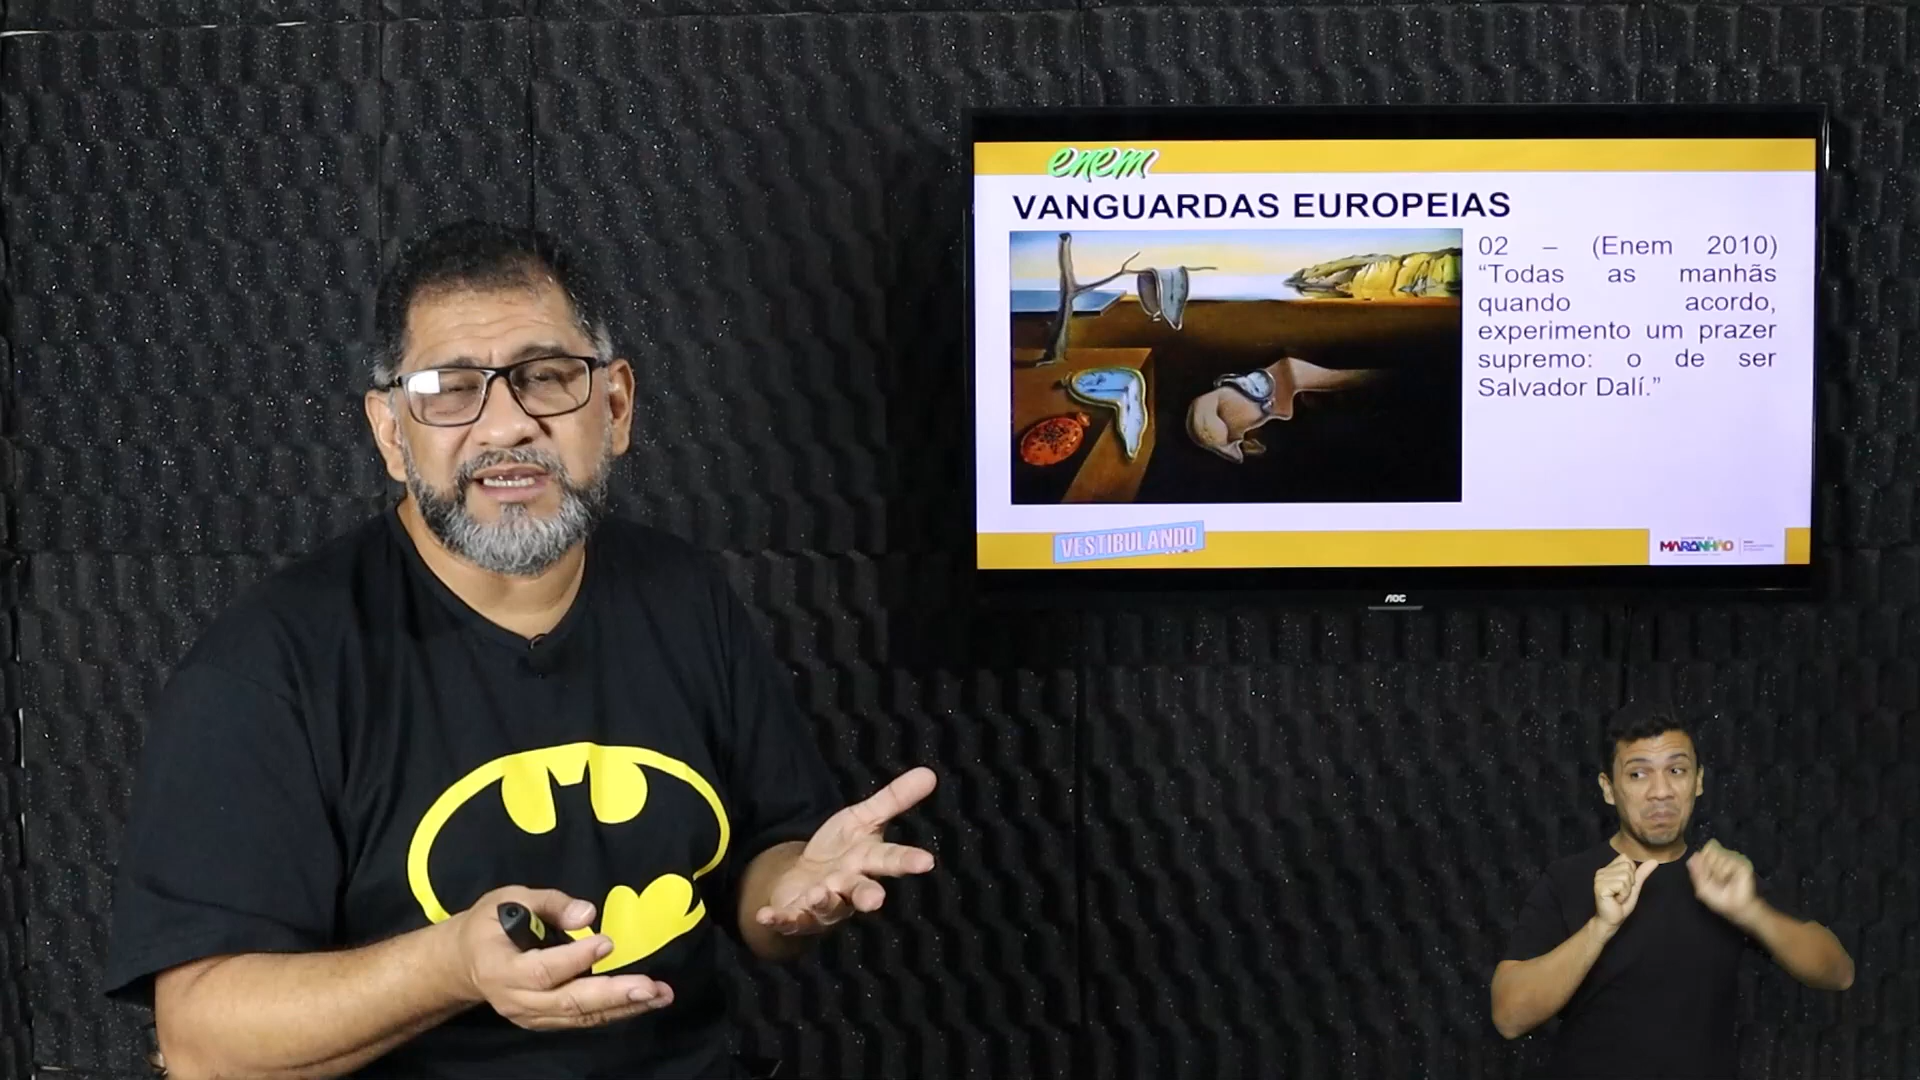 enem
VANGUARDAS EUROPEIAS
02 – (Enem 2010)
“Todas as manhãs
quando acordo,
experimento um prazer
supremo: o de ser
Salvador Dalí.”
VESTIBULANDO
MARANHÃO
AOC